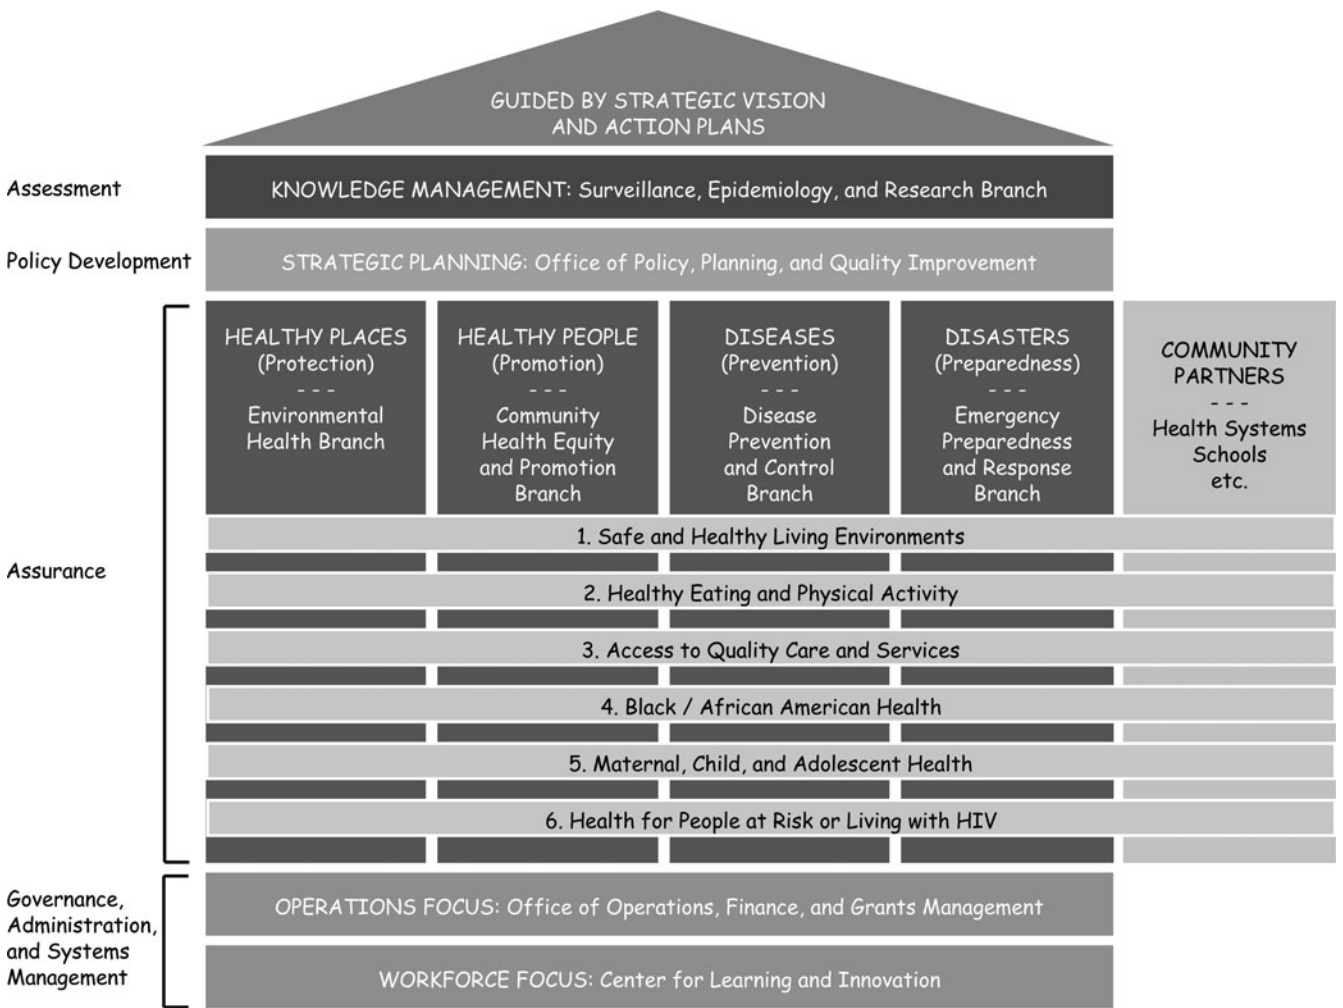 GUIDED BY STRATEGIC VISION
AND ACTION PLANS
Assessment
KNOWLEDGE MANAGEMENT: Surveillance, Epidemiology, and Research Branch
Policy Development
STRATEGIC PLANNING: Office of Policy, Planning, and Quality Improvement
Assurance
HEALTHY PLACES
(Protection)
- - -
Environmental
Health Branch
HEALTHY PEOPLE
(Promotion)
- - -
Community
Health Equity
and Promotion
Branch
DISEASES
(Prevention)
- - -
Disease
Prevention
and Control
Branch
DISASTERS
(Preparedness)
- - -
Emergency
Preparedness
and Response
Branch
COMMUNITY
PARTNERS
- - -
Health Systems
Schools
etc.
1. Safe and Healthy Living Environments
2. Healthy Eating and Physical Activity
3. Access to Quality Care and Services
4. Black / African American Health
5. Maternal, Child, and Adolescent Health
6. Health for People at Risk or Living with HIV
Governance,
Administration,
and Systems
Management
OPERATIONS FOCUS: Office of Operations, Finance, and Grants Management
WORKFORCE FOCUS: Center for Learning and Innovation